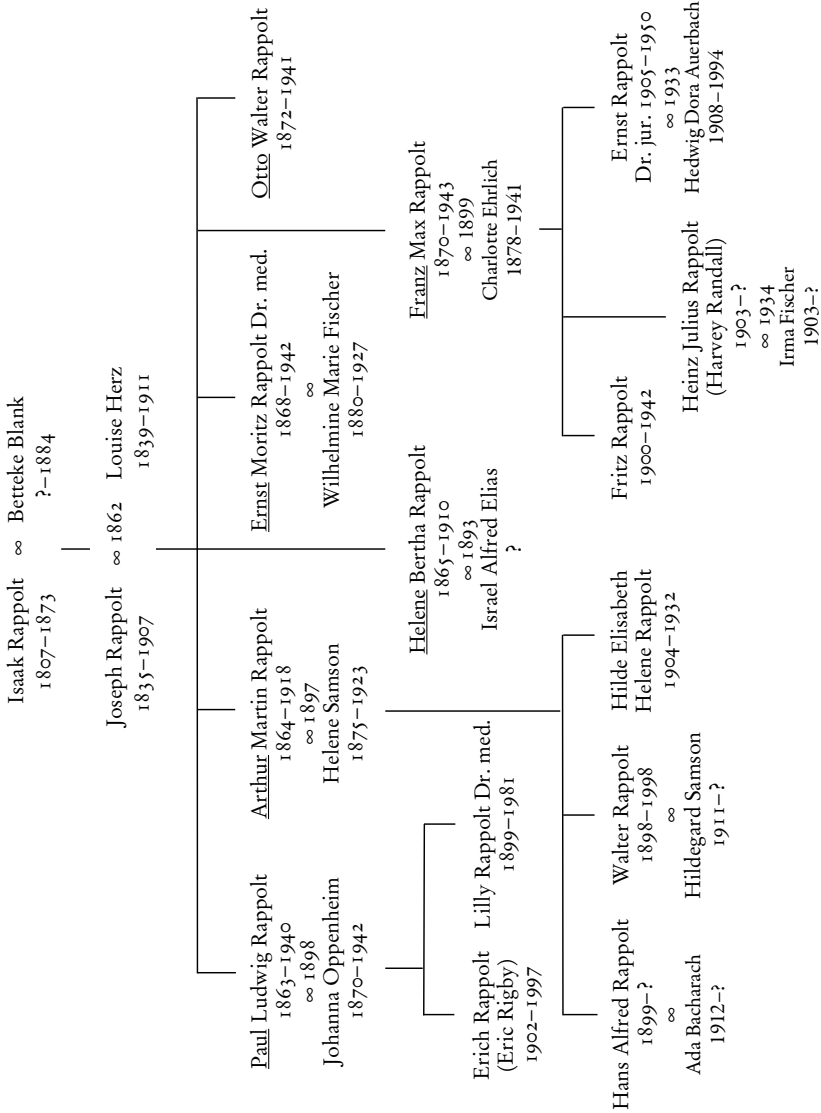 Isaak Rappolt ∞ Betteke Blank
1807–1873 ?–1884
Joseph Rappolt ∞ 1862 Louise Herz
1835–1907 1839–1911
Paul Ludwig Rappolt
1863–1940
∞ 1898
Johanna Oppenheim
1870–1942
Arthur Martin Rappolt
1864–1918
∞ 1897
Helene Samson
1875–1923
Ernst Moritz Rappolt Dr. med.
1868–1942
∞
Wilhelmine Marie Fischer
1880–1927
Otto Walter Rappolt
1872–1941
Helene Bertha Rappolt
1865–1910
∞ 1893
Israel Alfred Elias
?
Franz Max Rappolt
1870–1943
∞ 1899
Charlotte Ehrlich
1878–1941
Erich Rappolt
(Eric Rigby)
1902–1997
Lilly Rappolt Dr. med.
1899–1981
Hans Alfred Rappolt
1899–?
∞
Ada Bacharach
1912–?
Walter Rappolt
1898–1998
∞
Hildegard Samson
1911–?
Hilde Elisabeth
Helene Rappolt
1904–1932
Fritz Rappolt
1900–1942
Heinz Julius Rappolt
(Harvey Randall)
1903–?
∞ 1934
Irma Fischer
1903–?
Ernst Rappolt
Dr. jur. 1905–1950
∞ 1933
Hedwig Dora Auerbach
1908–1994